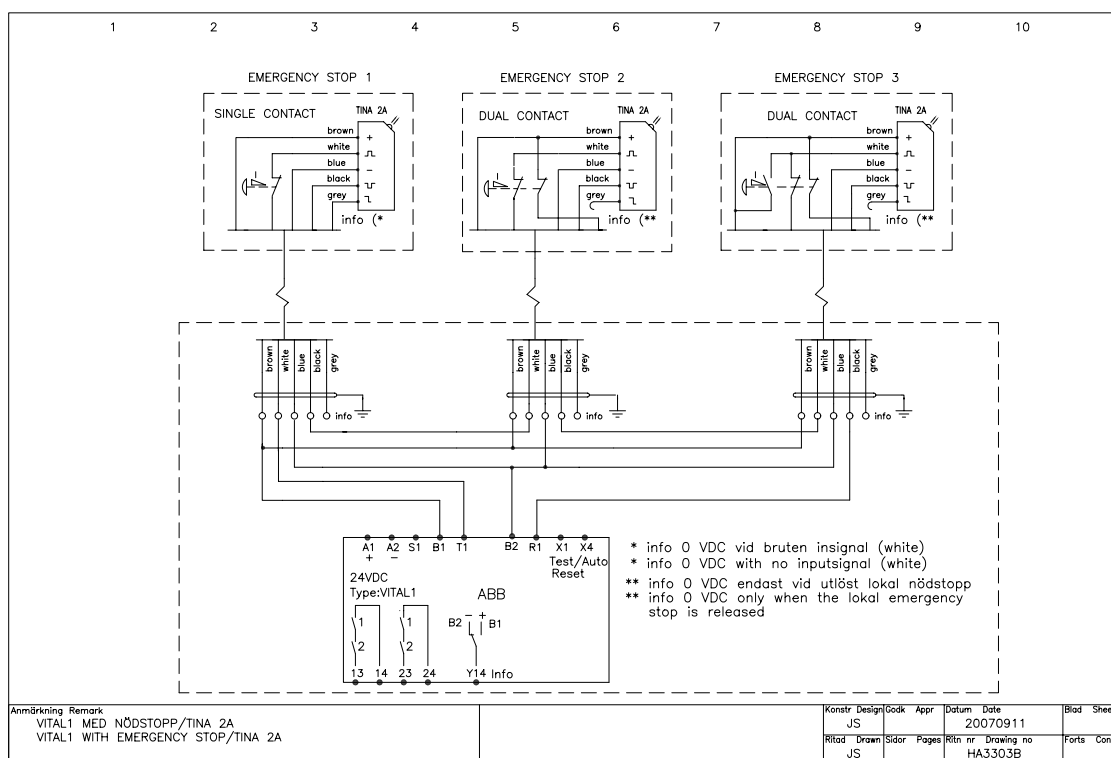 1 2 3 4 5 6 7 8 9 10
EMERGENCY STOP 1
EMERGENCY STOP 2
EMERGENCY STOP 3
SINGLE CONTACT
TINA 2A
brown
+
white
blue
−
black
grey
info (*
DUAL CONTACT
TINA 2A
brown
+
white
blue
−
black
grey
info (**
DUAL CONTACT
TINA 2A
brown
+
white
blue
−
black
grey
info (**
brown
white
blue
black
grey
info
brown
white
blue
black
grey
info
brown
white
blue
black
grey
info
A1 A2 S1 B1 T1 B2 R1 X1 X4
+ −
Test/Auto
Reset
24VDC
Type:VITAL1
ABB
1
2
1
2
B2 − + B1
13 14 23 24 Y14 Info
* info 0 VDC vid bruten insignal (white)
* info 0 VDC with no inputsignal (white)
** info 0 VDC endast vid utlöst lokal nödstopp
** info 0 VDC only when the lokal emergency
stop is released
Anmärkning Remark
VITAL1 MED NÖDSTOPP/TINA 2A
VITAL1 WITH EMERGENCY STOP/TINA 2A
Konstr Design Godk Appr Datum Date Blad Shee
JS 20070911
Ritad Drawn Sidor Pages Ritn nr Drawing no Forts Con
JS HA3303B